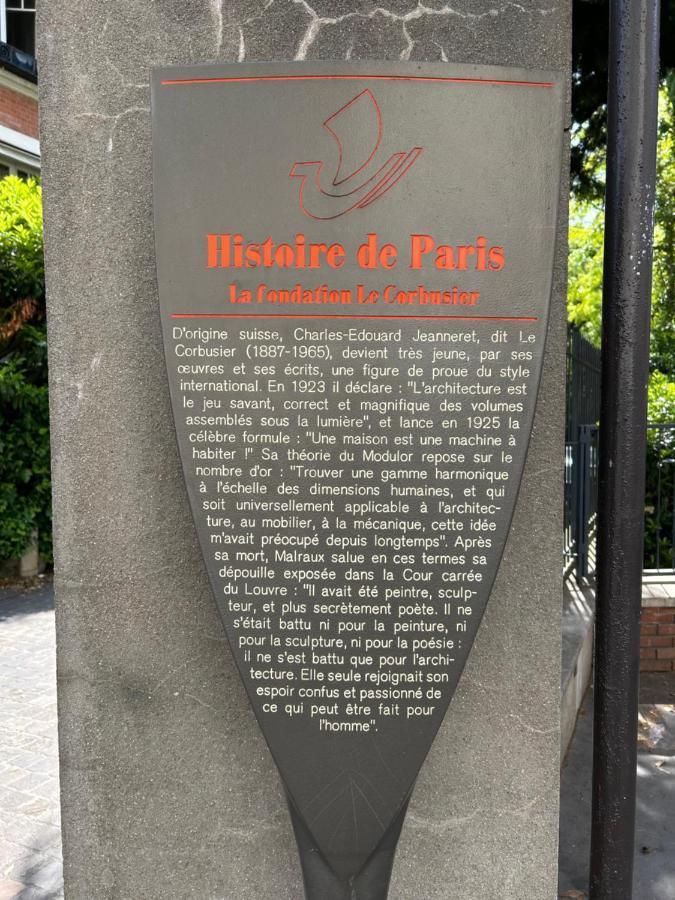 Histoire de Paris
La fondation Le Corbusier
D'origine suisse, Charles-Edouard Jeanneret, dit Le
Corbusier (1887-1965), devient très jeune, par ses
œuvres et ses écrits, une figure de proue du style
international. En 1923 il déclare : "L'architecture est
le jeu savant, correct et magnifique des volumes
assemblés sous la lumière", et lance en 1925 la
célèbre formule : "Une maison est une machine à
habiter !" Sa théorie du Modulor repose sur le
nombre d'or : "Trouver une gamme harmonique
à l'échelle des dimensions humaines, et qui
soit universellement applicable à l'architec-
ture, au mobilier, à la mécanique, cette idée
m'avait préocupé depuis longtemps". Après
sa mort, Malraux salue en ces termes sa
dépouille exposée dans la Cour carrée
du Louvre : "Il avait été peintre, sculp-
teur, et plus secrètement poète. Il ne
s'était battu ni pour la peinture, ni
pour la sculpture, ni pour la poésie :
il ne s'est battu que pour l'archi-
tecture. Elle seule rejoignait son
espoir confus et passionné de
ce qui peut être fait pour
l'homme".